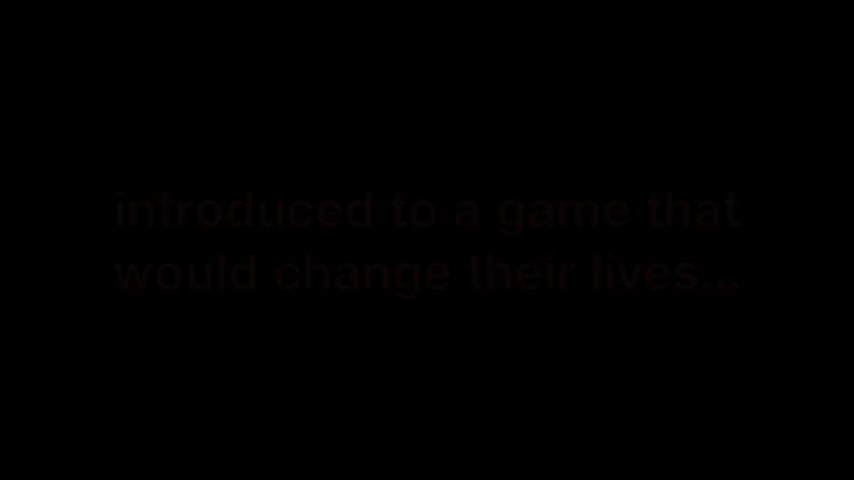 introduced to a game that
would change their lives...